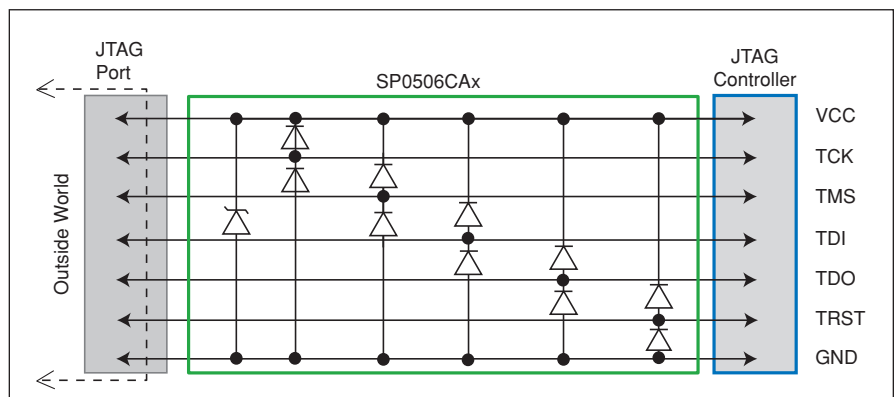 JTAG
Port
SP0506CAx
JTAG
Controller
VCC
TCK
TMS
TDI
TDO
TRST
GND
Outside World